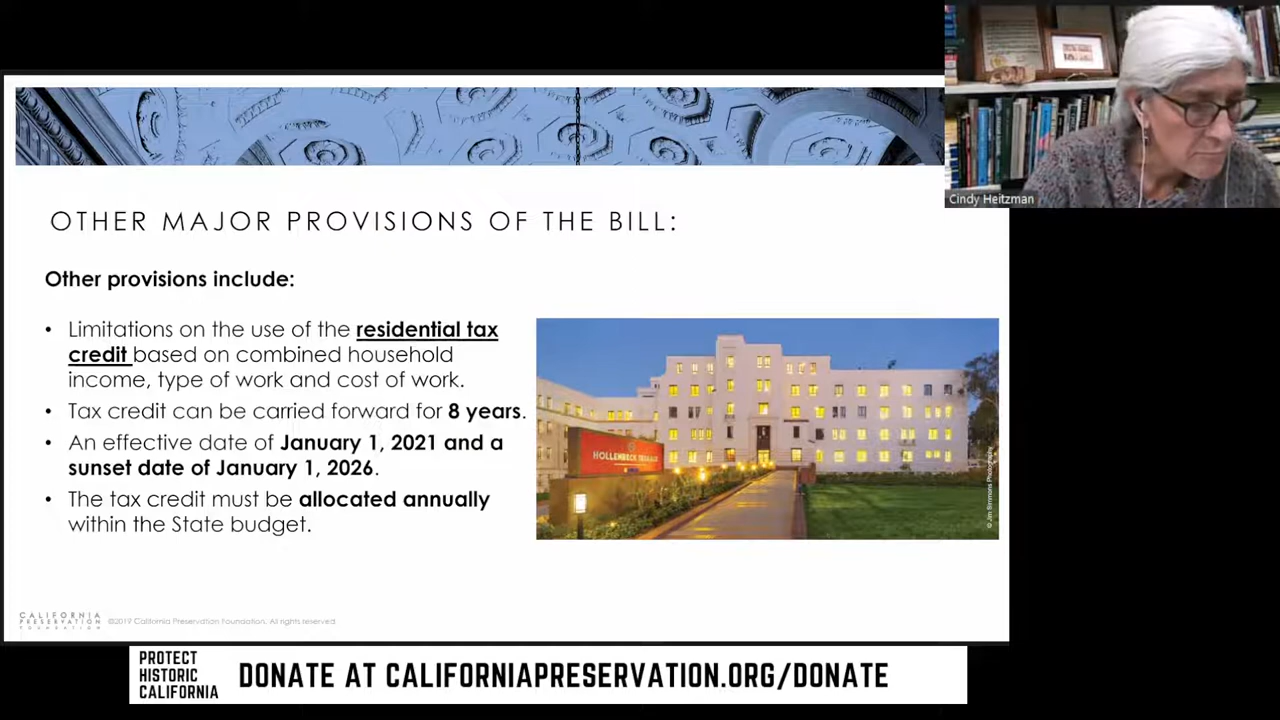 Cindy Heitzman
OTHER MAJOR PROVISIONS OF THE BILL:
Other provisions include:
• Limitations on the use of the residential tax
credit based on combined household
income, type of work and cost of work.
• Tax credit can be carried forward for 8 years.
• An effective date of January 1, 2021 and a
sunset date of January 1, 2026.
• The tax credit must be allocated annually
within the State budget.
HOLLENBECK TERRACE
© Jim Simmons Photography
CALIFORNIA
PRESERVATION
FOUNDATION
©2019 California Preservation Foundation. All rights reserved
PROTECT
HISTORIC
CALIFORNIA
DONATE AT CALIFORNIAPRESERVATION.ORG/DONATE